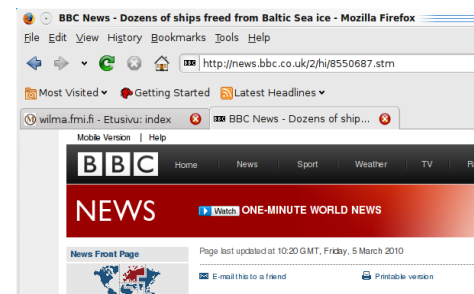 BBC News - Dozens of ships freed from Baltic Sea ice - Mozilla Firefox
File Edit View History Bookmarks Tools Help
BBC http://news.bbc.co.uk/2/hi/8550687.stm
Most Visited Getting Started Latest Headlines
wilma.fmi.fi - Etusivu: index BBC BBC News - Dozens of ship...
Mobile Version | Help
BBC Home News Sport Weather TV
NEWS Watch ONE-MINUTE WORLD NEWS
News Front Page Page last updated at 10:20 GMT, Friday, 5 March 2010
E-mail this to a friend Printable version